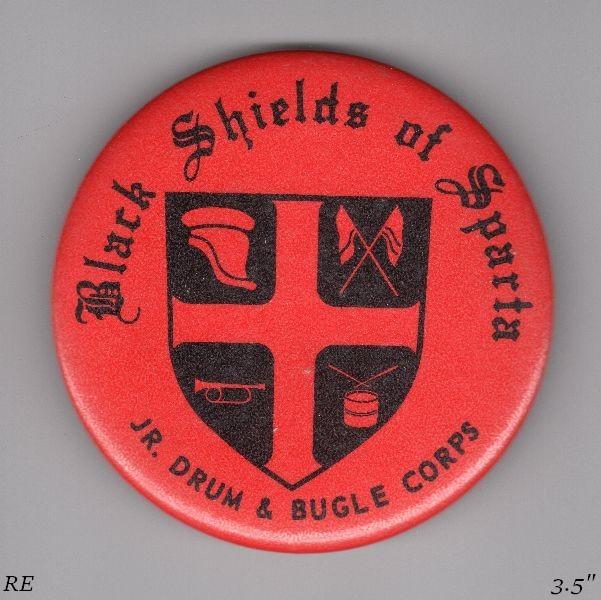 Black Shields of Sparta
JR. DRUM & BUGLE CORPS
RE
3.5"